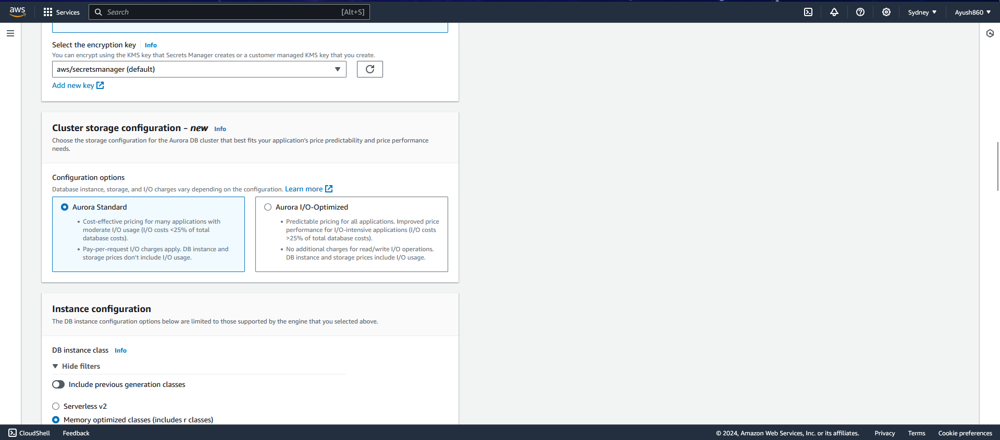 aws
Services
Search
[Alt+S]
Sydney
Ayush860
Select the encryption key
Info
You can encrypt using the KMS key that Secrets Manager creates or a customer managed KMS key that you create.
aws/secretsmanager (default)
Add new key
Cluster storage configuration - new
Info
Choose the storage configuration for the Aurora DB cluster that best fits your application’s price predictability and price performance
needs.
Configuration options
Database instance, storage, and I/O charges vary depending on the configuration. Learn more
Aurora Standard
• Cost-effective pricing for many applications with
moderate I/O usage (I/O costs <25% of total
database costs).
• Pay-per-request I/O charges apply. DB instance and
storage prices don’t include I/O usage.
Aurora I/O-Optimized
• Predictable pricing for all applications. Improved price
performance for I/O-intensive applications (I/O costs
>25% of total database costs).
• No additional charges for read/write I/O operations.
DB instance and storage prices include I/O usage.
Instance configuration
The DB instance configuration options below are limited to those supported by the engine that you selected above.
DB instance class
Info
Hide filters
Include previous generation classes
Serverless v2
Memory optimized classes (includes r classes)
CloudShell
Feedback
© 2024, Amazon Web Services, Inc. or its affiliates.
Privacy
Terms
Cookie preferences